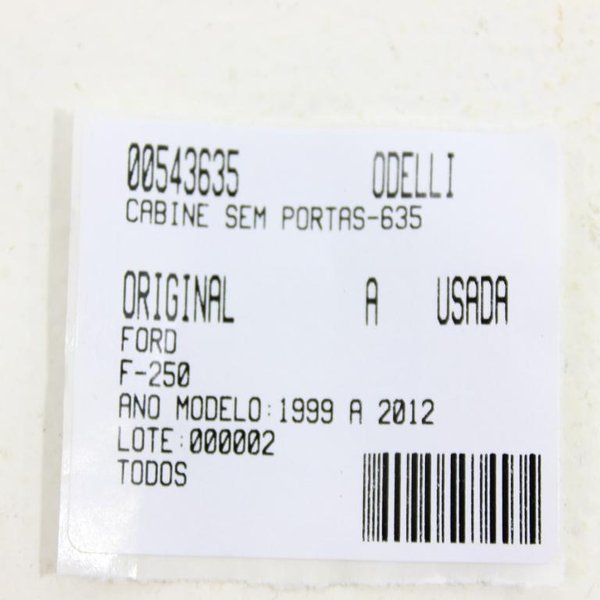 00543635 ODELLI
CABINE SEM PORTAS-635
ORIGINAL A USADA
FORD
F-250
ANO MODELO:1999 A 2012
LOTE:000002
TODOS